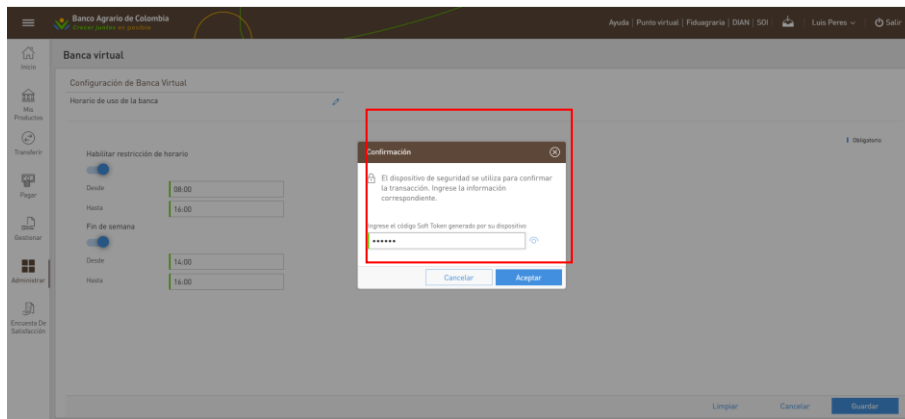 Banco Agrario de Colombia
Crecer juntos es posible
Ayuda | Punto virtual | Fiduagraria | DIAN | SOI
Luis Peres
Salir
Inicio
Mis
Productos
Transferir
Pagar
Gestionar
Administrar
Encuesta De
Satisfacción
Banca virtual
Configuración de Banca Virtual
Horario de uso de la banca
Obligatorio
Habilitar restricción de horario
Desde
08:00
Hasta
16:00
Fin de semana
Desde
14:00
Hasta
16:00
Confirmación
El dispositivo de seguridad se utiliza para confirmar
la transacción. Ingrese la información
correspondiente.
Ingrese el código Soft Token generado por su dispositivo
••••••
Cancelar
Aceptar
Limpiar
Cancelar
Guardar